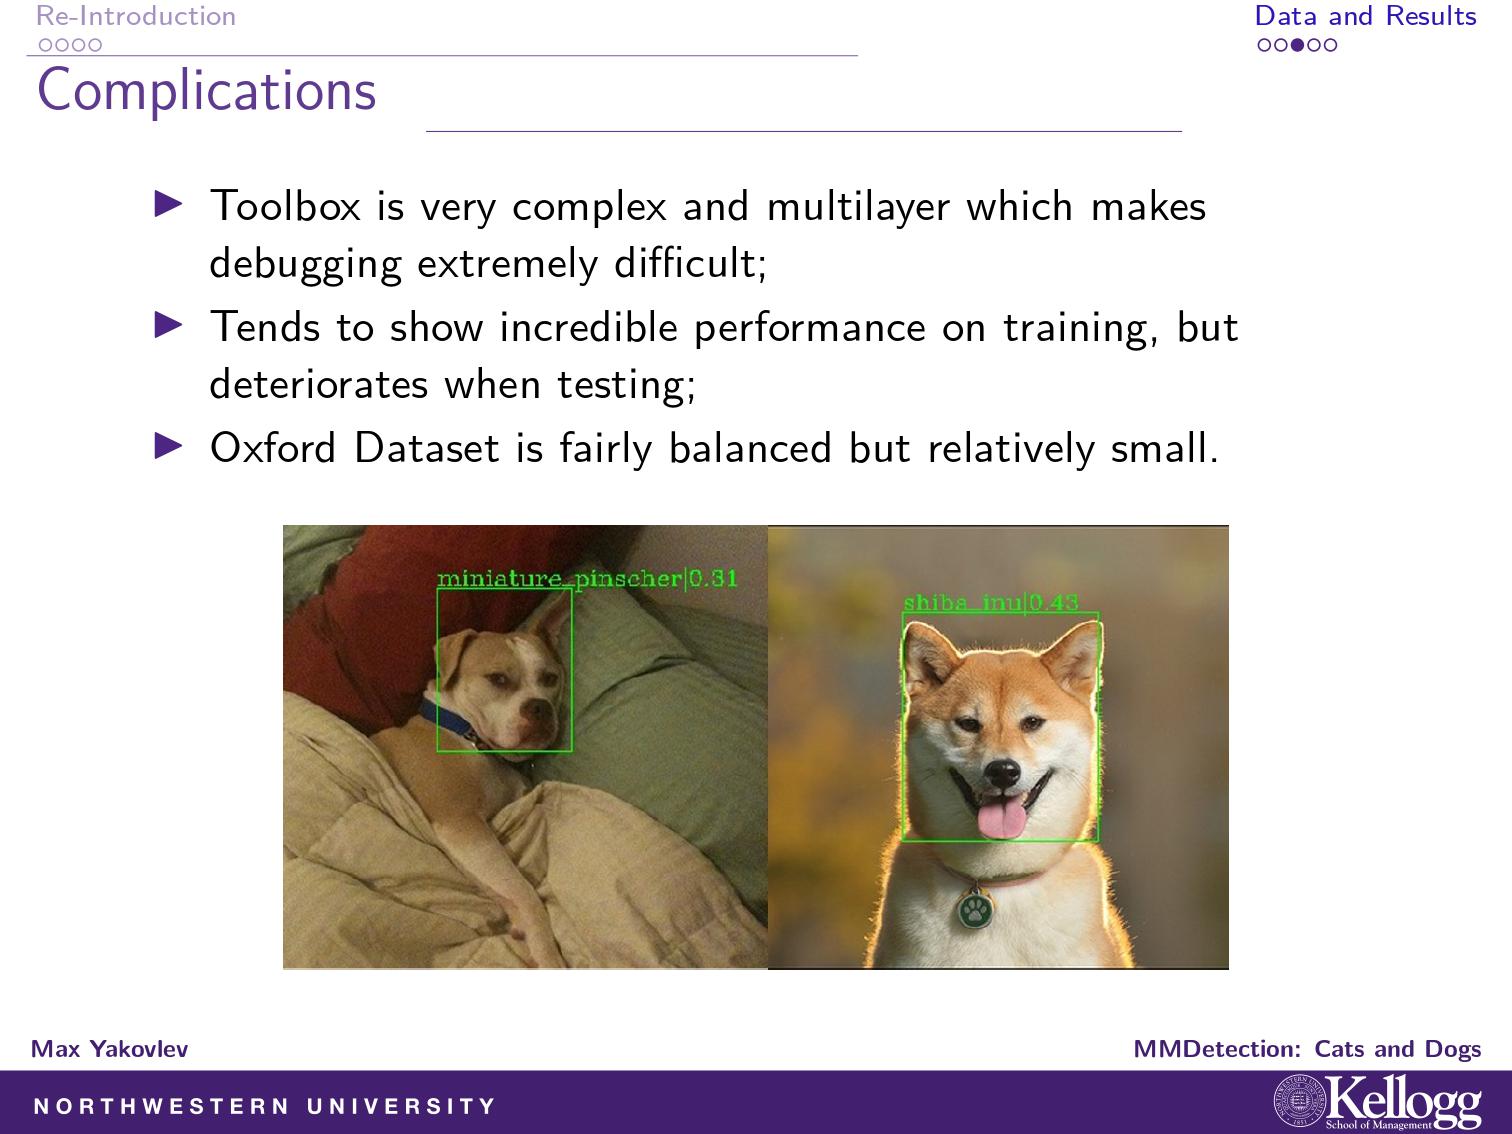 Re-Introduction
Data and Results
Complications
Toolbox is very complex and multilayer which makes
debugging extremely difficult;
Tends to show incredible performance on training, but
deteriorates when testing;
Oxford Dataset is fairly balanced but relatively small.
miniature_pinscher|0.31
shiba_inu|0.43
Max Yakovlev
MMDetection: Cats and Dogs
NORTHWESTERN UNIVERSITY
Kellogg
School of Management